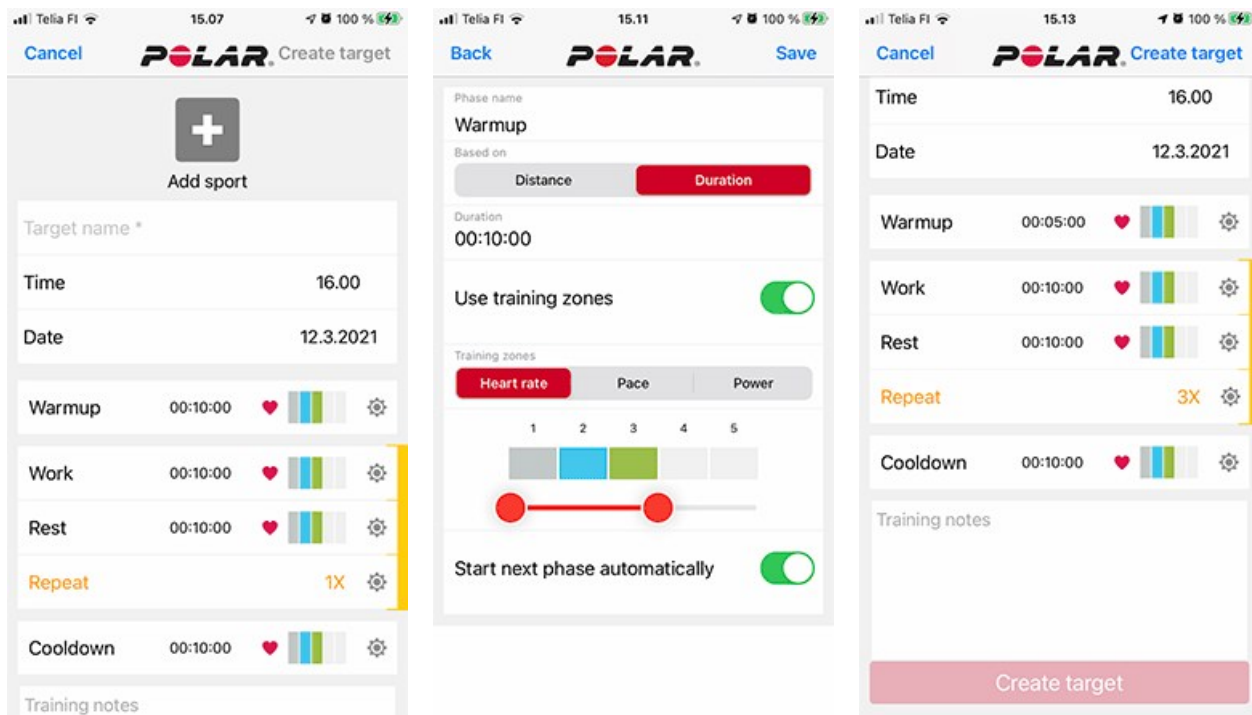 Telia FI 15.07 100 %
Cancel POLAR. Create target
Add sport
Target name *
Time 16.00
Date 12.3.2021
Warmup 00:10:00
Work 00:10:00
Rest 00:10:00
Repeat 1X
Cooldown 00:10:00
Training notes
Telia FI 15.11 100 %
Back POLAR. Save
Phase name
Warmup
Based on
Distance Duration
Duration
00:10:00
Use training zones
Training zones
Heart rate Pace Power
1 2 3 4 5
Start next phase automatically
Telia FI 15.13 100 %
Cancel POLAR. Create target
Time 16.00
Date 12.3.2021
Warmup 00:05:00
Work 00:10:00
Rest 00:10:00
Repeat 3X
Cooldown 00:10:00
Training notes
Create target